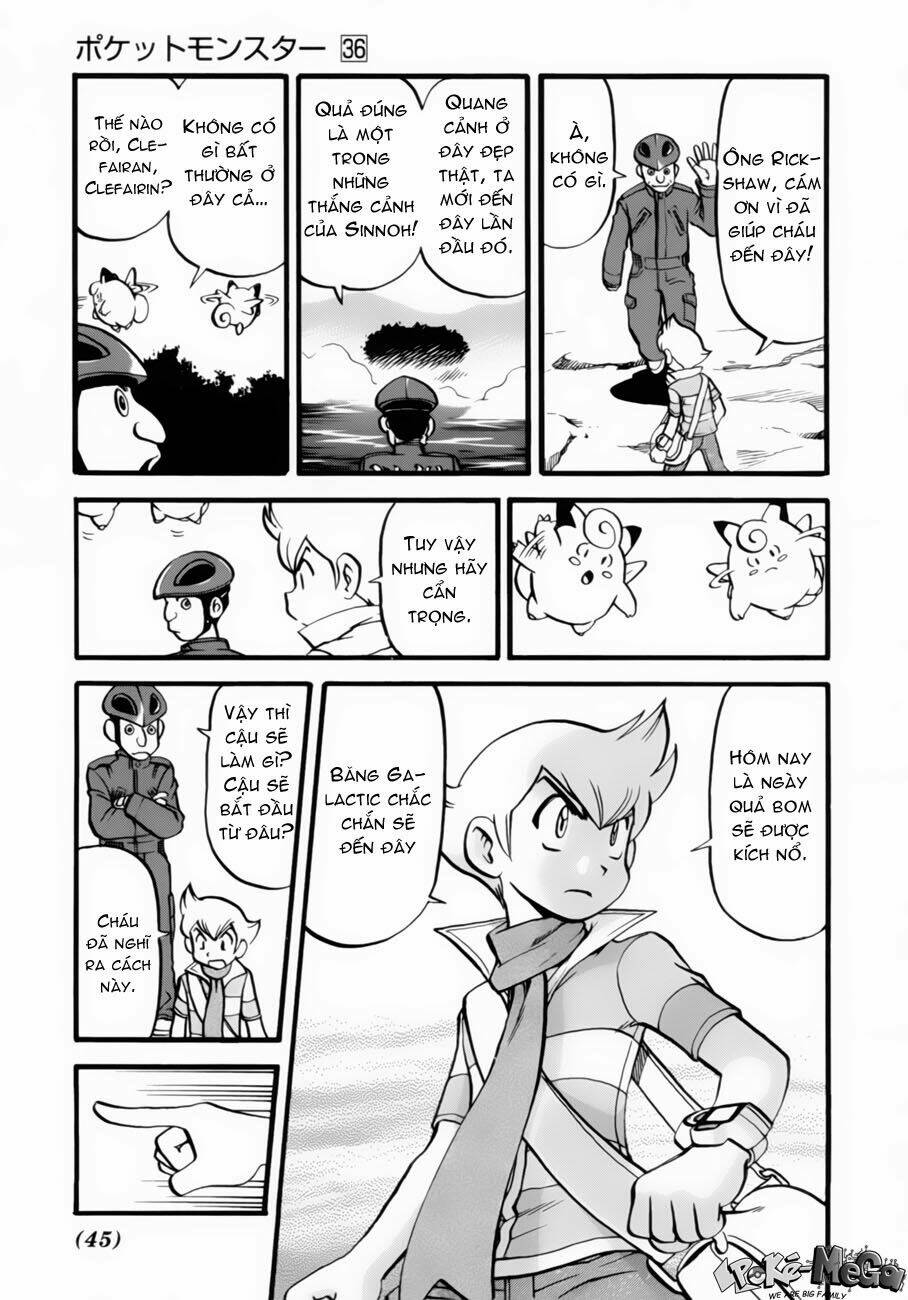 ポケットモンスター 36
ÔNG RICK-
SHAW, CÁM
ƠN VÌ ĐÃ
GIÚP CHÁU
ĐẾN ĐÂY!
À,
KHÔNG
CÓ GÌ.
QUANG
CẢNH Ở
ĐÂY ĐẸP
THẬT, TA
MỚI ĐẾN
ĐÂY LẦN
ĐẦU ĐÓ.
QUẢ ĐÚNG
LÀ MỘT
TRONG
NHỮNG
THẮNG CẢNH
CỦA SINNOH!
KHÔNG CÓ
GÌ BẤT
THƯỜNG Ở
ĐÂY CẢ...
THẾ NÀO
RỒI, CLE-
FAIRAN,
CLEFAIRIN?
TUY VẬY
NHƯNG HÃY
CẨN
TRỌNG.
HÔM NAY
LÀ NGÀY
QUẢ BOM
SẼ ĐƯỢC
KÍCH NỔ.
BĂNG GA-
LACTIC CHẮC
CHẮN SẼ
ĐẾN ĐÂY
VẬY THÌ
CẬU SẼ
LÀM GÌ?
CẬU SẼ
BẮT ĐẦU
TỪ ĐÂU?
CHÁU
ĐÃ NGHĨ
RA CÁCH
NÀY.
(45)
POKÉ-MEGA
WE ARE BIG FAMILY